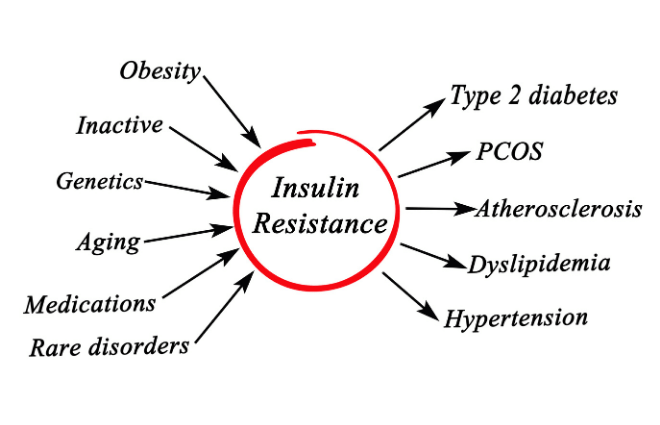 Obesity
Inactive
Genetics
Aging
Medications
Rare disorders
Insulin
Resistance
Type 2 diabetes
PCOS
Atherosclerosis
Dyslipidemia
Hypertension